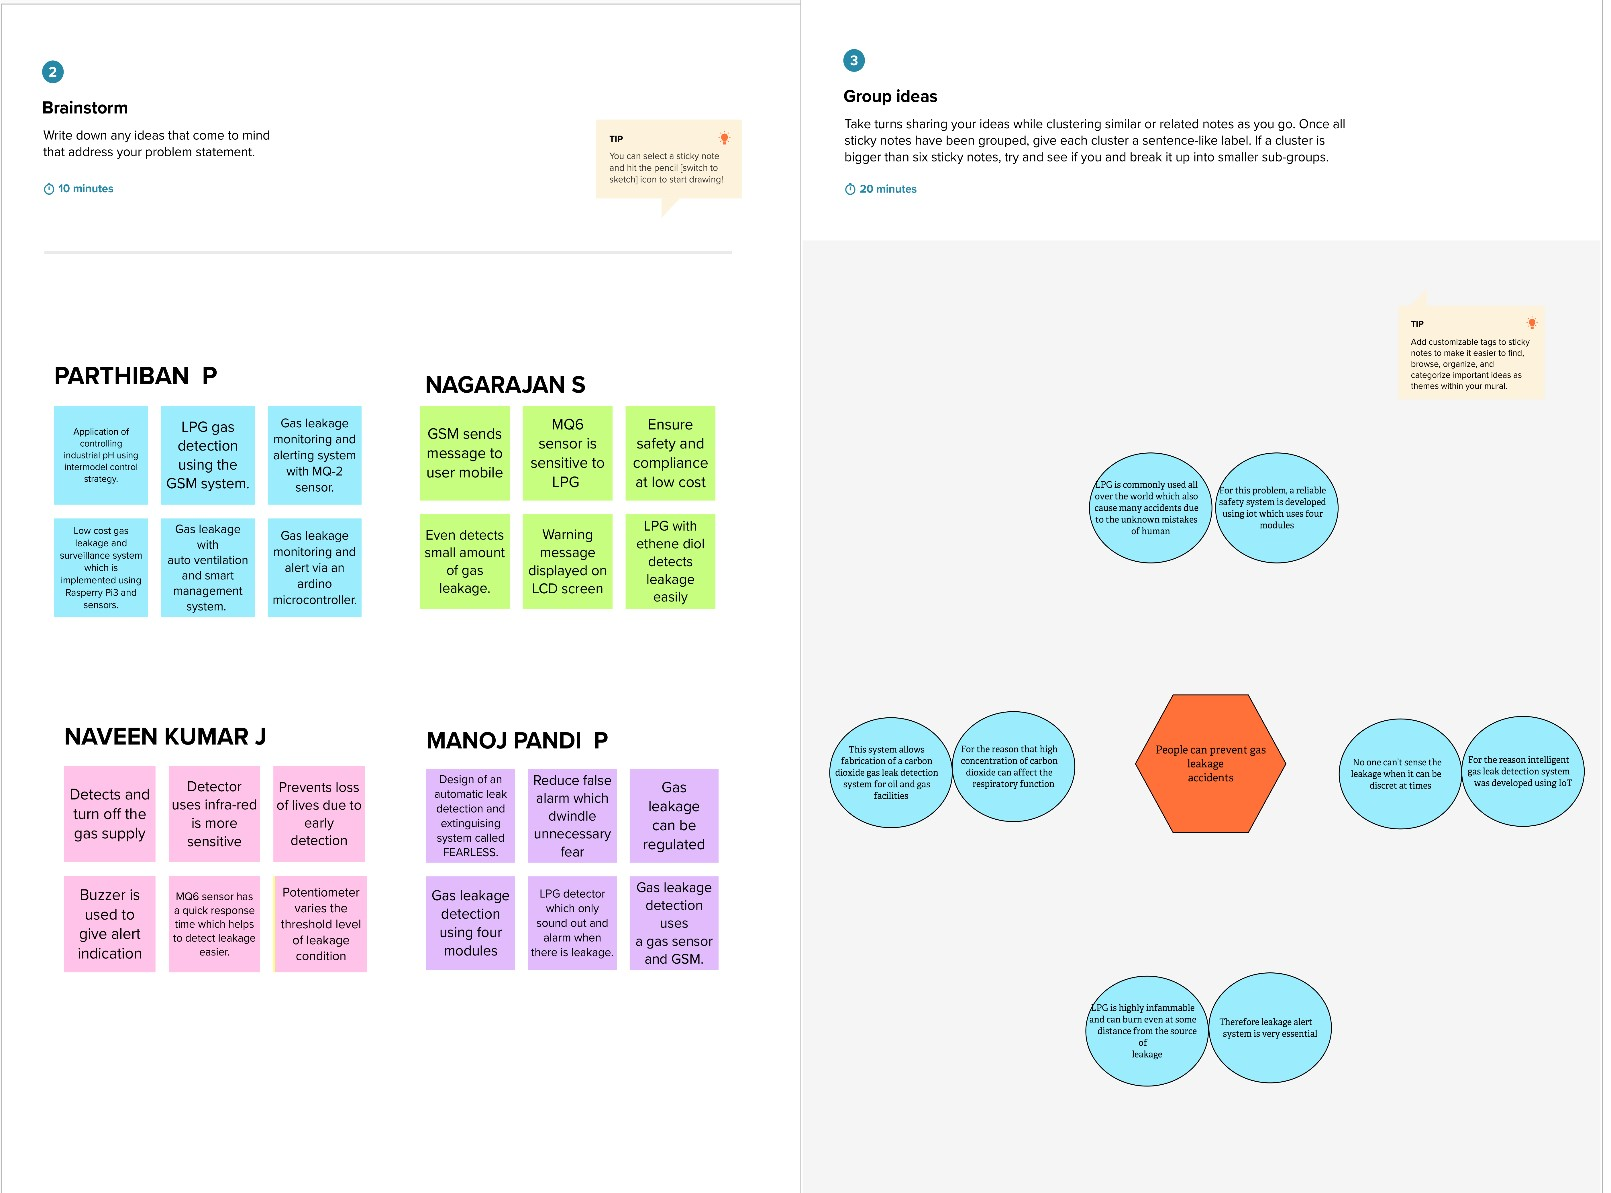 2
Brainstorm
Write down any ideas that come to mind
that address your problem statement.
10 minutes
TIP
You can select a sticky note
and hit the pencil [switch to
sketch] icon to start drawing!
PARTHIBAN P
Application of
controlling
industrial pH using
intermodel control
strategy.
LPG gas
detection
using the
GSM system.
Gas leakage
monitoring and
alerting system
with MQ-2
sensor.
Low cost gas
leakage and
surveillance system
which is
implemented using
Rasperry Pi3 and
sensors.
Gas leakage
with
auto ventilation
and smart
management
system.
Gas leakage
monitoring and
alert via an
ardino
microcontroller.
NAGARAJAN S
GSM sends
message to
user mobile
MQ6
sensor is
sensitive to
LPG
Ensure
safety and
compliance
at low cost
Even detects
small amount
of gas
leakage.
Warning
message
displayed on
LCD screen
LPG with
ethene diol
detects
leakage
easily
NAVEEN KUMAR J
Detects and
turn off the
gas supply
Detector
uses infra-red
is more
sensitive
Prevents loss
of lives due to
early
detection
Buzzer is
used to
give alert
indication
MQ6 sensor has
a quick response
time which helps
to detect leakage
easier.
Potentiometer
varies the
threshold level
of leakage
condition
MANOJ PANDI P
Design of an
automatic leak
detection and
extinguising
system called
FEARLESS.
Reduce false
alarm which
dwindle
unnecessary
fear
Gas
leakage
can be
regulated
Gas leakage
detection
using four
modules
LPG detector
which only
sound out and
alarm when
there is leakage.
Gas leakage
detection
uses
a gas sensor
and GSM.
3
Group ideas
Take turns sharing your ideas while clustering similar or related notes as you go. Once all
sticky notes have been grouped, give each cluster a sentence-like label. If a cluster is
bigger than six sticky notes, try and see if you and break it up into smaller sub-groups.
20 minutes
TIP
Add customizable tags to sticky
notes to make it easier to find,
browse, organize, and
categorize important ideas as
themes within your mural.
LPG is commonly used all
over the world which also
cause many accidents due
to the unknown mistakes
of human
For this problem, a reliable
safety system is developed
using iot which uses four
modules
This system allows
fabrication of a carbon
dioxide gas leak detection
system for oil and gas
facilities
For the reason that high
concentration of carbon
dioxide can affect the
respiratory function
People can prevent gas
leakage
accidents
No one can't sense the
leakage when it can be
discret at times
For the reason intelligent
gas leak detection system
was developed using IoT
LPG is highly infammable
and can burn even at some
distance from the source
of
leakage
Therefore leakage alert
system is very essential